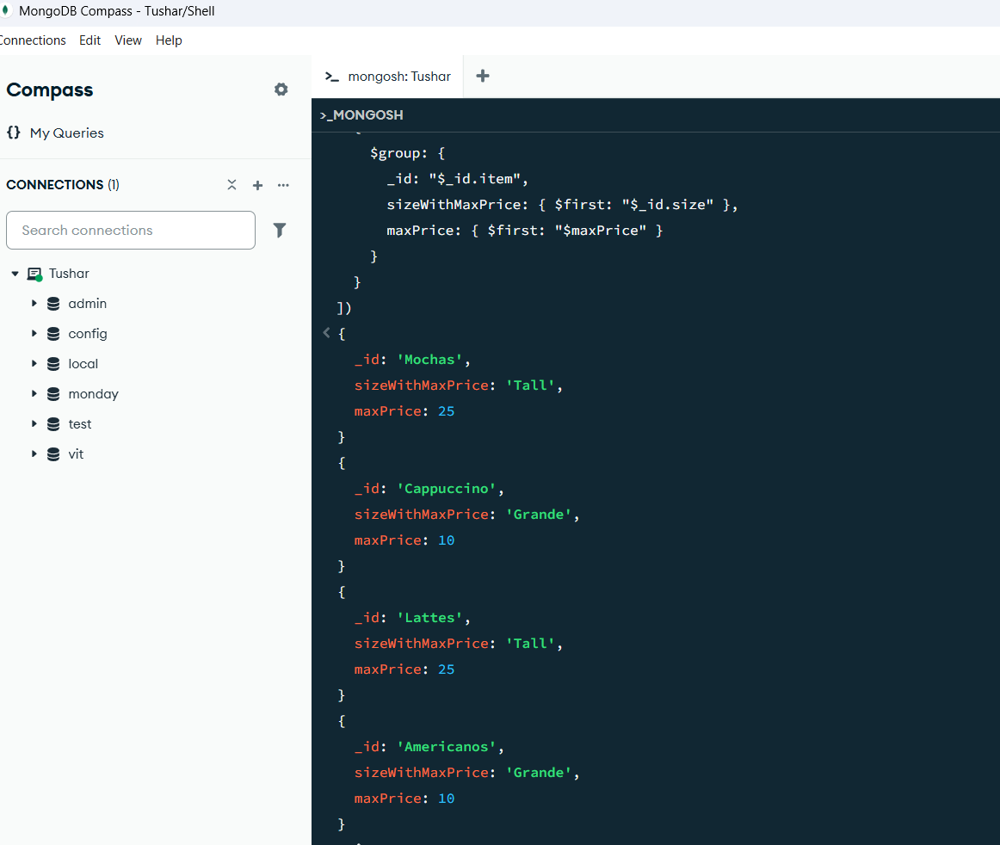 MongoDB Compass - Tushar/Shell
Connections Edit View Help
Compass
My Queries
CONNECTIONS (1)
Search connections
Tushar
admin
config
local
monday
test
vit
>_ mongosh: Tushar
>_MONGOSH
$group: {
_id: "$_id.item",
sizeWithMaxPrice: { $first: "$_id.size" },
maxPrice: { $first: "$maxPrice" }
}
}
])
{
_id: 'Mochas',
sizeWithMaxPrice: 'Tall',
maxPrice: 25
}
{
_id: 'Cappuccino',
sizeWithMaxPrice: 'Grande',
maxPrice: 10
}
{
_id: 'Lattes',
sizeWithMaxPrice: 'Tall',
maxPrice: 25
}
{
_id: 'Americanos',
sizeWithMaxPrice: 'Grande',
maxPrice: 10
}